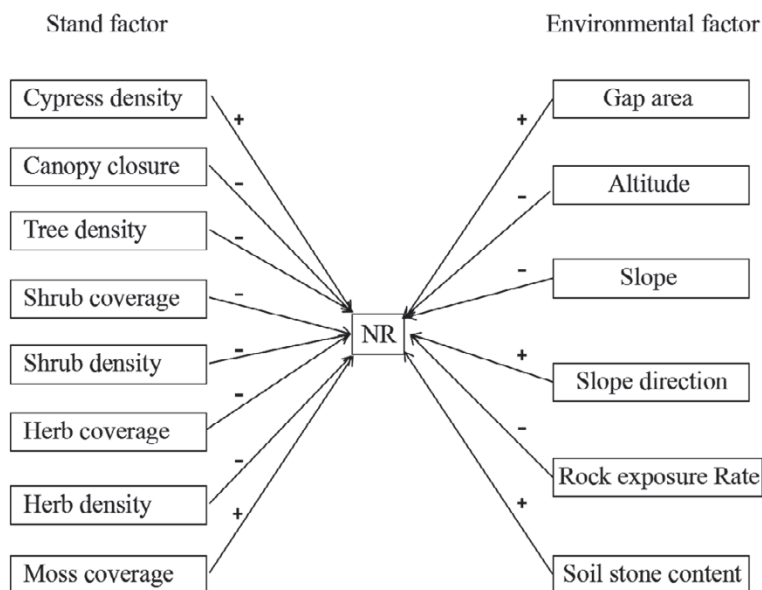 Stand factor
Environmental factor
Cypress density
Canopy closure
Tree density
Shrub coverage
Shrub density
Herb coverage
Herb density
Moss coverage
+
-
-
-
-
-
-
+
NR
Gap area
Altitude
Slope
Slope direction
Rock exposure Rate
Soil stone content
+
-
-
+
-
+